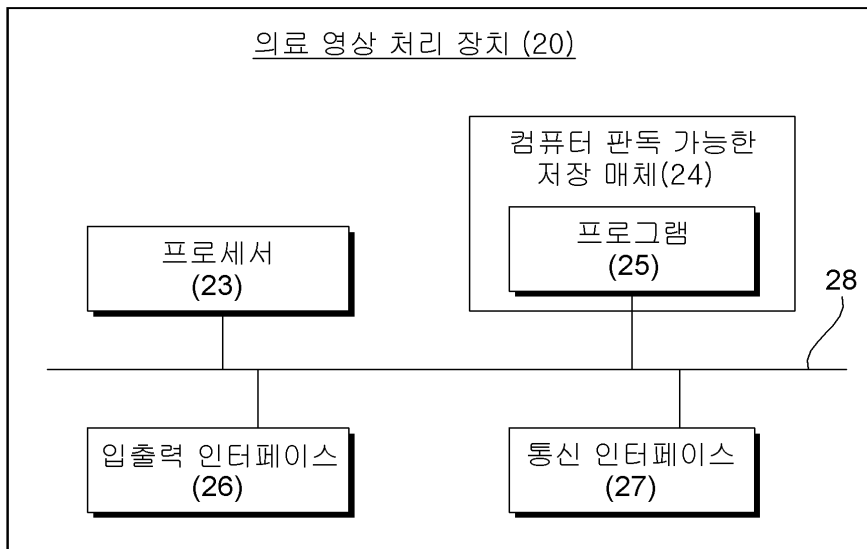 의료 영상 처리 장치 (20)
컴퓨터 판독 가능한
저장 매체(24)
프로세서
(23)
프로그램
(25)
28
입출력 인터페이스
(26)
통신 인터페이스
(27)